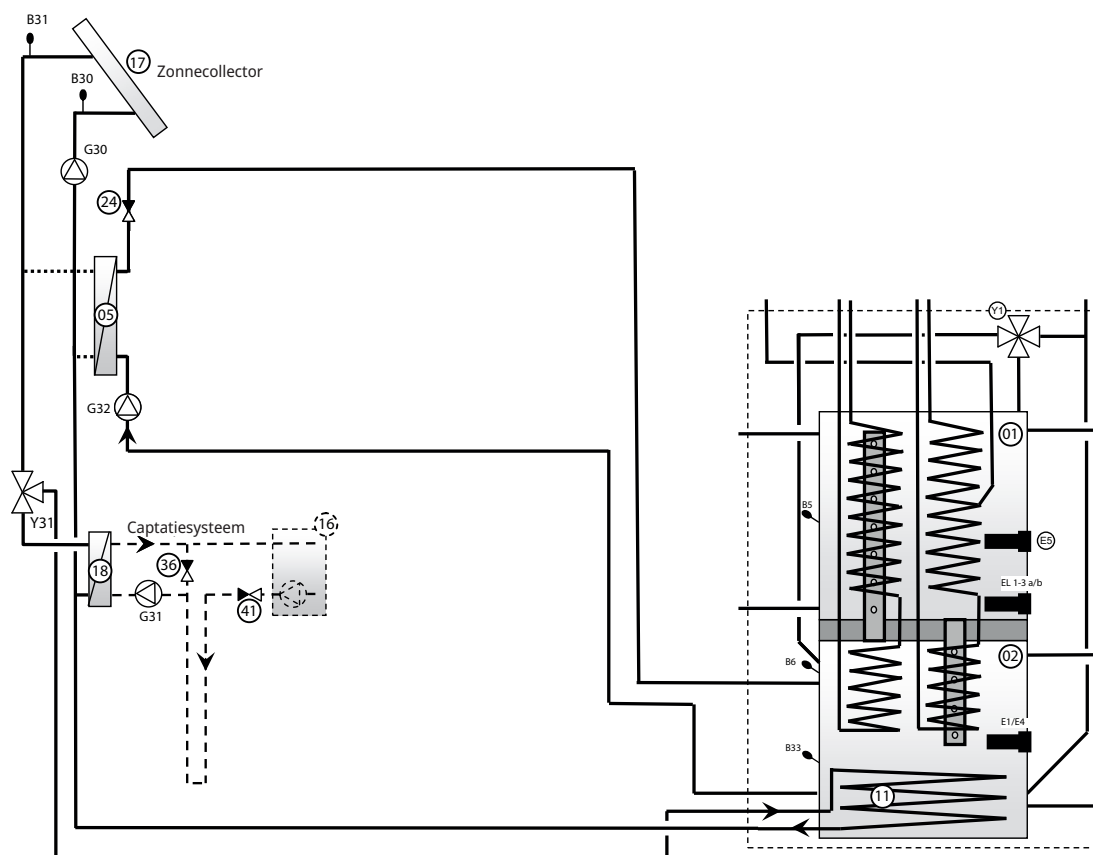 B31
17
Zonnecollector
B30
G30
24
05
G32
Y1
01
B5
E5
Y31
Captatiesysteem
16
36
18
EL 1-3 a/b
41
G31
02
B6
E1/E4
B33
11